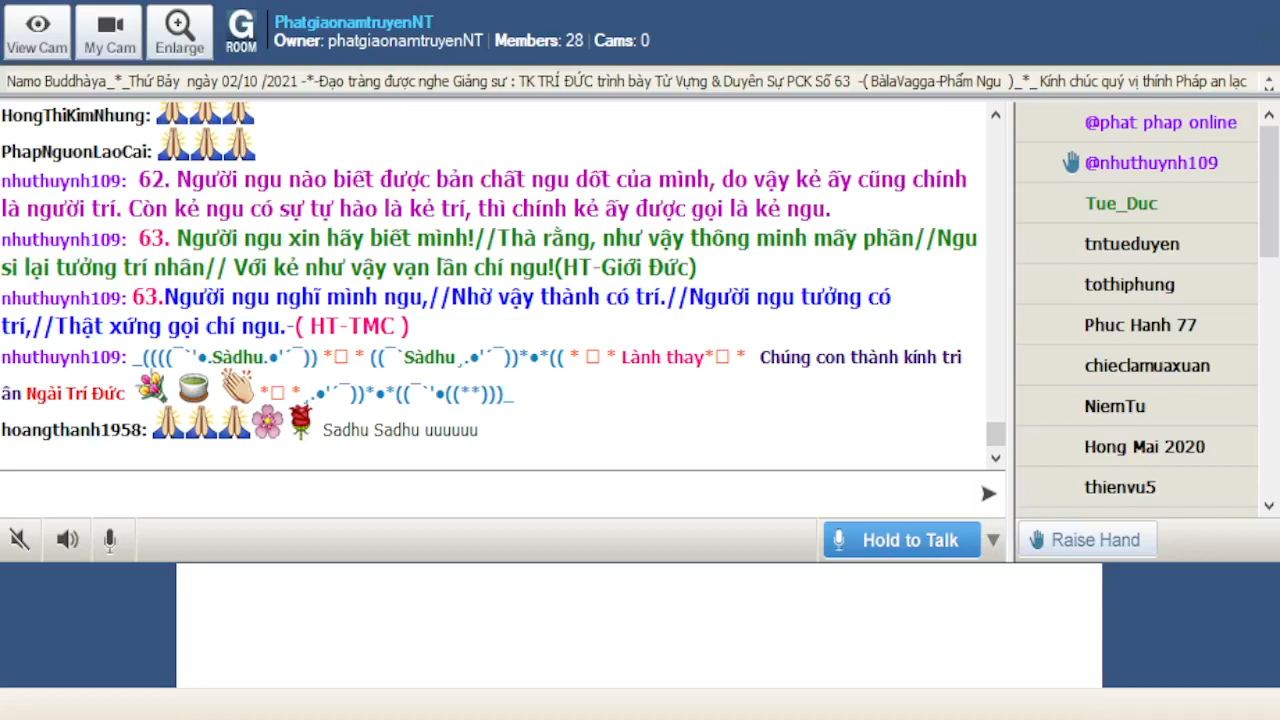 View Cam
My Cam
Enlarge
G
ROOM
PhatgiaonamtruyenNT
Owner: phatgiaonamtruyenNT | Members: 28 | Cams: 0
Namo Buddhàya_*_Thứ Bảy ngày 02/10 /2021 -*-Đạo tràng được nghe Giảng sư : TK TRÍ ĐỨC trình bày Từ Vựng & Duyên Sự PCK Số 63 -( BàlaVagga-Phẩm Ngu )_*_ Kính chúc quý vị thính Pháp an lạc
HongThiKimNhung: 🙏🙏🙏
PhapNguonLaoCai: 🙏🙏🙏
nhuthuynh109: 62. Người ngu nào biết được bản chất ngu dốt của mình, do vậy kẻ ấy cũng chính
là người trí. Còn kẻ ngu có sự tự hào là kẻ trí, thì chính kẻ ấy được gọi là kẻ ngu.
nhuthuynh109: 63. Người ngu xin hãy biết mình!//Thà rằng, như vậy thông minh mấy phần//Ngu
si lại tưởng trí nhân// Với kẻ như vậy vạn lần chí ngu!(HT-Giới Đức)
nhuthuynh109: 63.Người ngu nghĩ mình ngu,//Nhờ vậy thành có trí.//Người ngu tưởng có
trí,//Thật xứng gọi chí ngu.-( HT-TMC )
nhuthuynh109: _((((¯`'●.Sàdhu.●'´¯)) *□ * ((¯`Sàdhu¸.●'´¯))*●*(( * □ * Lành thay*□ * Chúng con thành kính tri
ân Ngài Trí Đức 💐 🍵 👏 *□ *¸.●'´¯))*●*((¯`'●((**)))_
hoangthanh1958: 🙏🙏🙏🌸🌹 Sadhu Sadhu uuuuuu
Hold to Talk
@phat phap online
@nhuthuynh109
Tue_Duc
tntueduyen
tothiphung
Phuc Hanh 77
chieclamuaxuan
NiemTu
Hong Mai 2020
thienvu5
Raise Hand